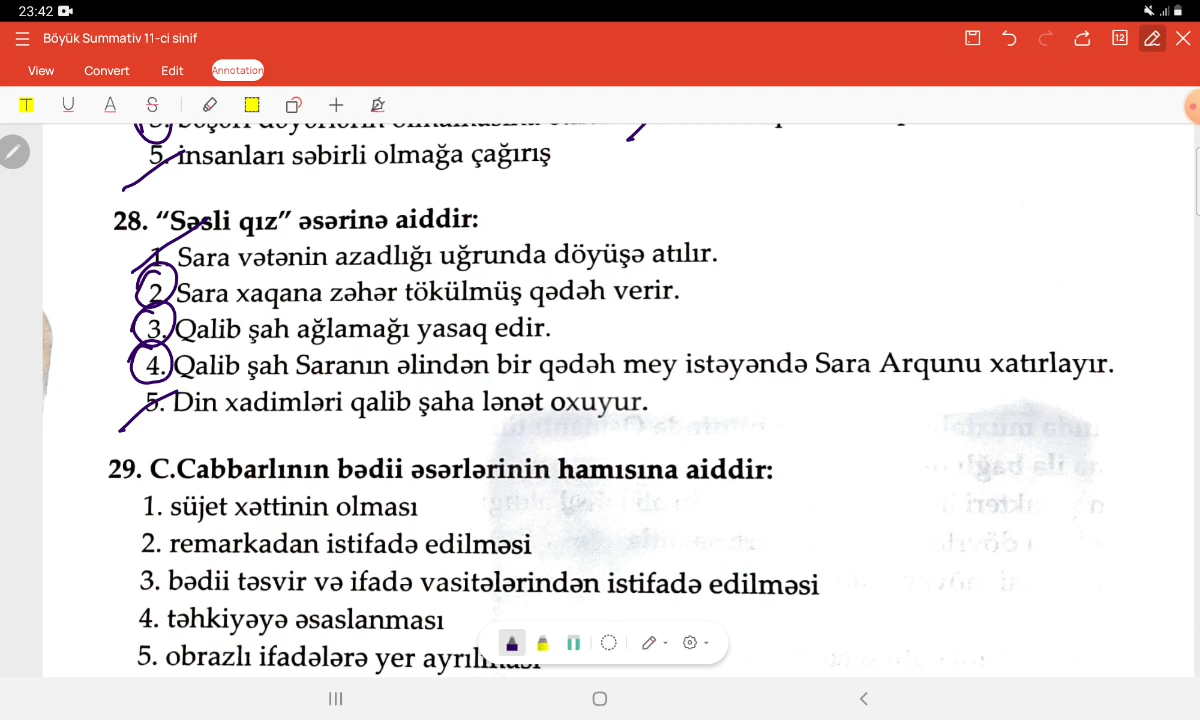 23:42
Böyük Summativ 11-ci sinif
12
View Convert Edit Annotation
T U A S
5. insanları səbirli olmağa çağırış
28. “Səsli qız” əsərinə aiddir:
1. Sara vətənin azadlığı uğrunda döyüşə atılır.
2. Sara xaqana zəhər tökülmüş qədəh verir.
3. Qalib şah ağlamağı yasaq edir.
4. Qalib şah Saranın əlindən bir qədəh mey istəyəndə Sara Arqunu xatırlayır.
5. Din xadimləri qalib şaha lənət oxuyur.
29. C.Cabbarlının bədii əsərlərinin hamısına aiddir:
1. süjet xəttinin olması
2. remarkadan istifadə edilməsi
3. bədii təsvir və ifadə vasitələrindən istifadə edilməsi
4. təhkiyəyə əsaslanması
5. obrazlı ifadələrə yer ayrılması